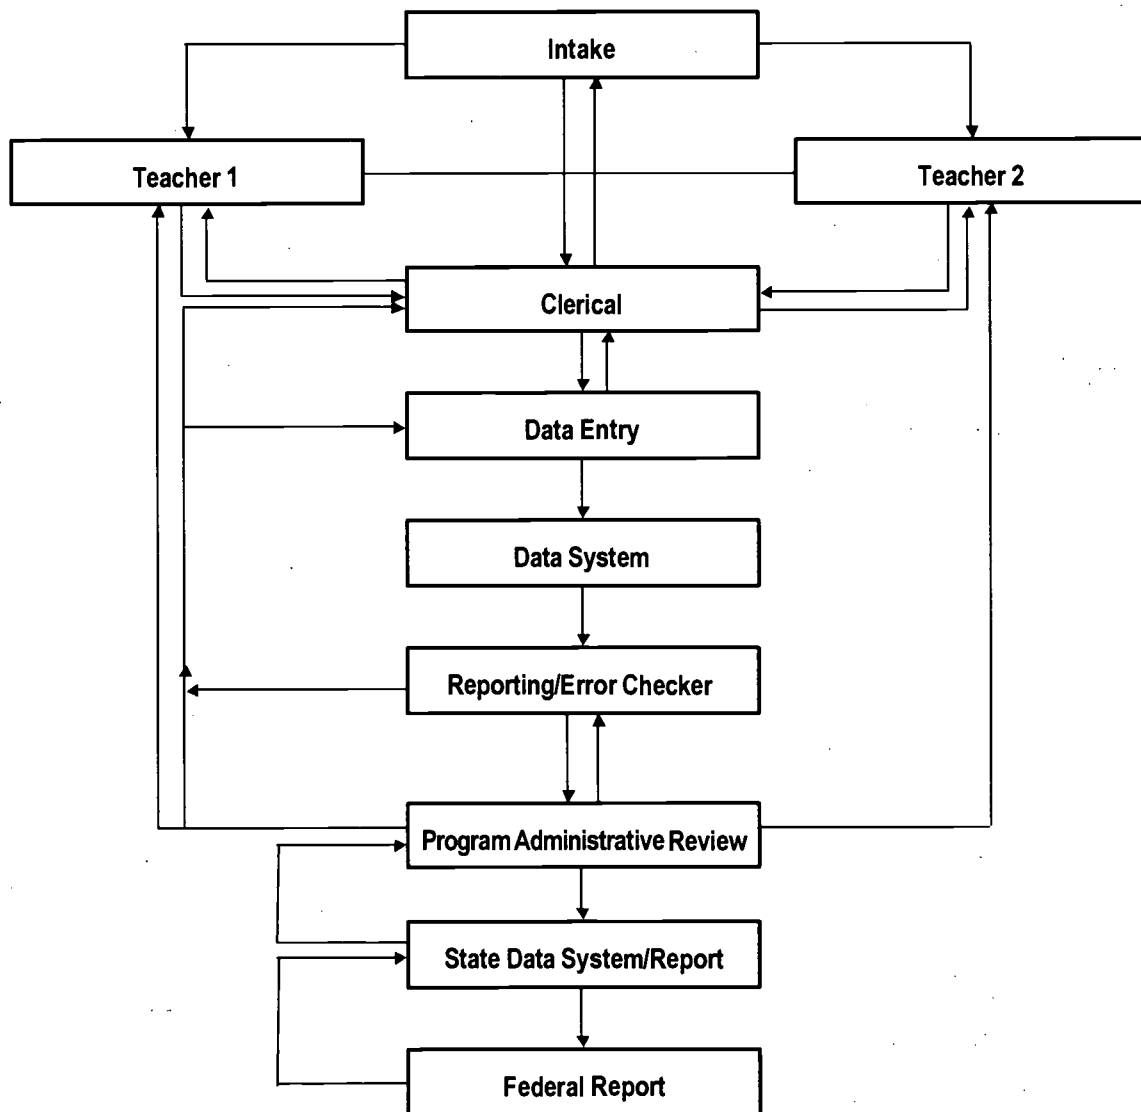 Intake
Teacher 1
Teacher 2
Clerical
Data Entry
Data System
Reporting/Error Checker
Program Administrative Review
State Data System/Report
Federal Report